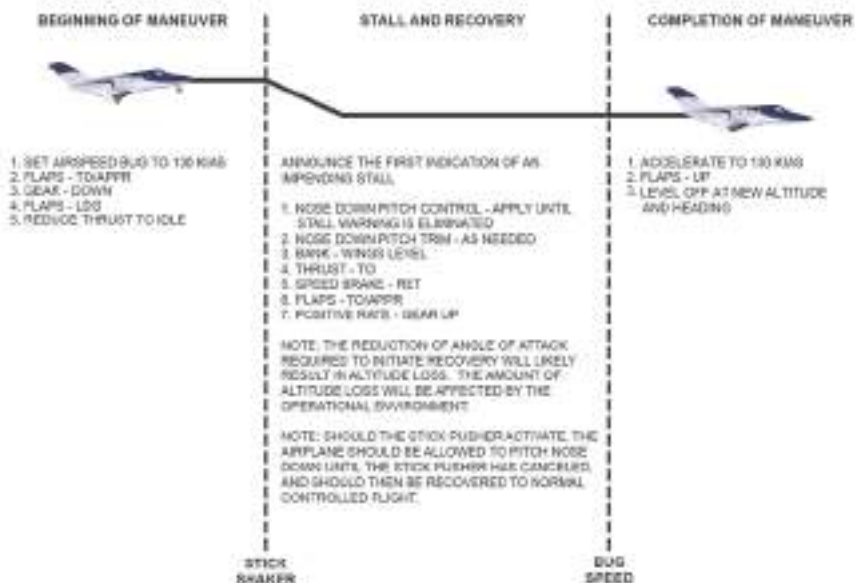 BEGINNING OF MANEUVER
1. SET AIRSPEED BUG TO 130 KIAS
2. FLAPS - TO/APPR
3. GEAR - DOWN
4. FLAPS - LDG
5. REDUCE THRUST TO IDLE
STALL AND RECOVERY
ANNOUNCE THE FIRST INDICATION OF AN
IMPENDING STALL
1. NOSE DOWN PITCH CONTROL - APPLY UNTIL
STALL WARNING IS ELIMINATED
2. NOSE DOWN PITCH TRIM - AS NEEDED
3. BANK - WINGS LEVEL
4. THRUST - TO
5. SPEED BRAKE - RET
6. FLAPS - TO/APPR
7. POSITIVE RATE - GEAR UP
NOTE: THE REDUCTION OF ANGLE OF ATTACK
REQUIRED TO INITIATE RECOVERY WILL LIKELY
RESULT IN ALTITUDE LOSS. THE AMOUNT OF
ALTITUDE LOSS WILL BE AFFECTED BY THE
OPERATIONAL ENVIRONMENT.
NOTE: SHOULD THE STICK PUSHER ACTIVATE, THE
AIRPLANE SHOULD BE ALLOWED TO PITCH NOSE
DOWN UNTIL THE STICK PUSHER HAS CANCELED,
AND SHOULD THEN BE RECOVERED TO NORMAL
CONTROLLED FLIGHT.
COMPLETION OF MANEUVER
1. ACCELERATE TO 130 KIAS
2. FLAPS - UP
3. LEVEL OFF AT NEW ALTITUDE
AND HEADING
STICK
SHAKER
BUG
SPEED